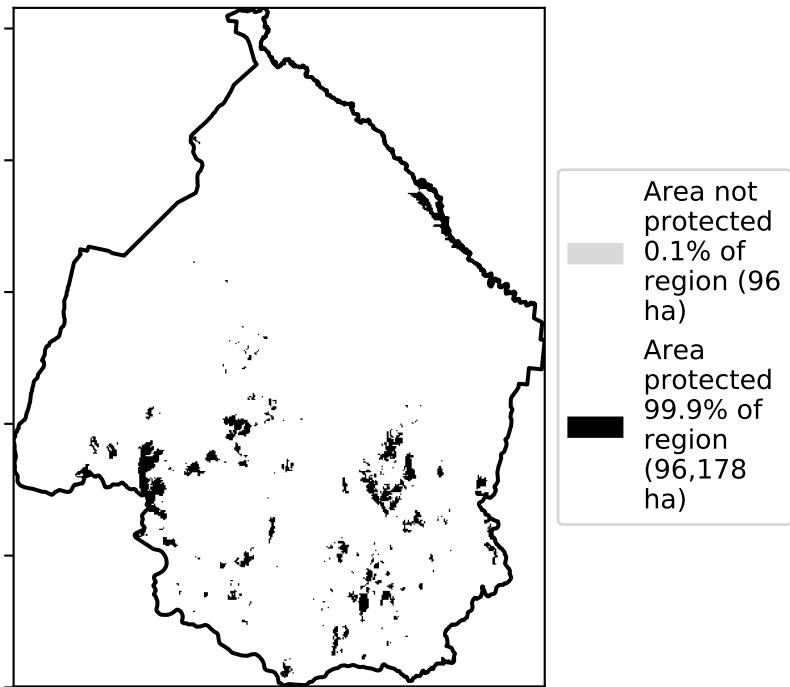 Area not
protected
0.1% of
region (96
ha)
Area
protected
99.9% of
region
(96,178
ha)